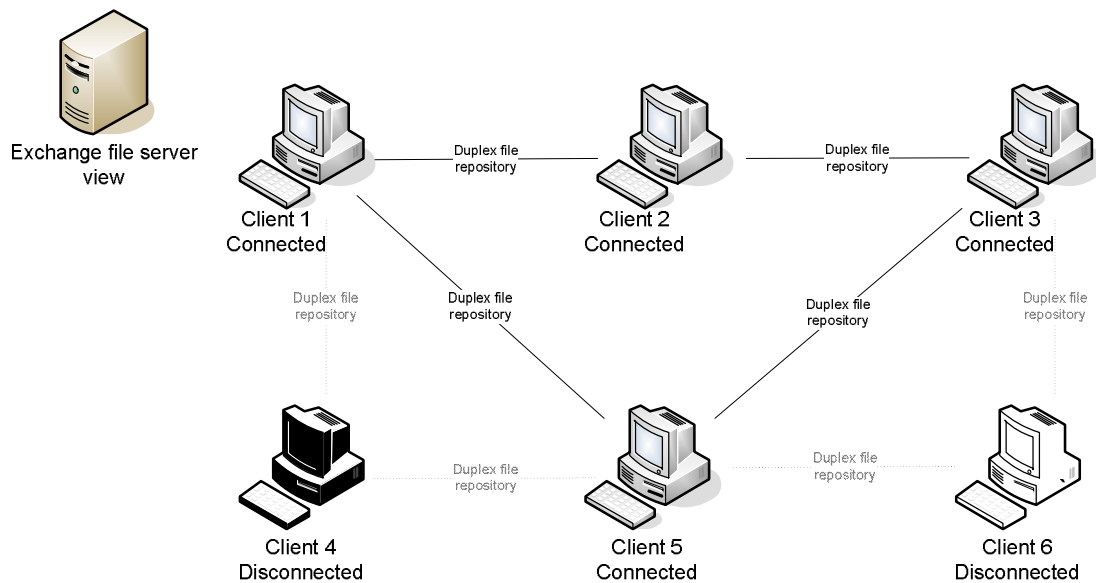 Exchange file server
view
Duplex file
repository
Duplex file
repository
Client 1
Connected
Client 2
Connected
Client 3
Connected
Duplex file
repository
Duplex file
repository
Duplex file
repository
Duplex file
repository
Duplex file
repository
Duplex file
repository
Client 4
Disconnected
Client 5
Connected
Client 6
Disconnected